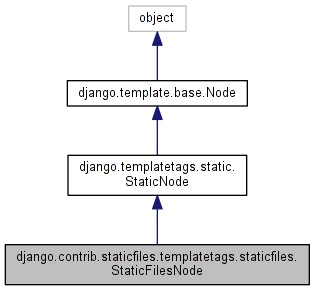 object
django.template.base.Node
django.templatetags.static.
StaticNode
django.contrib.staticfiles.templatetags.staticfiles.
StaticFilesNode